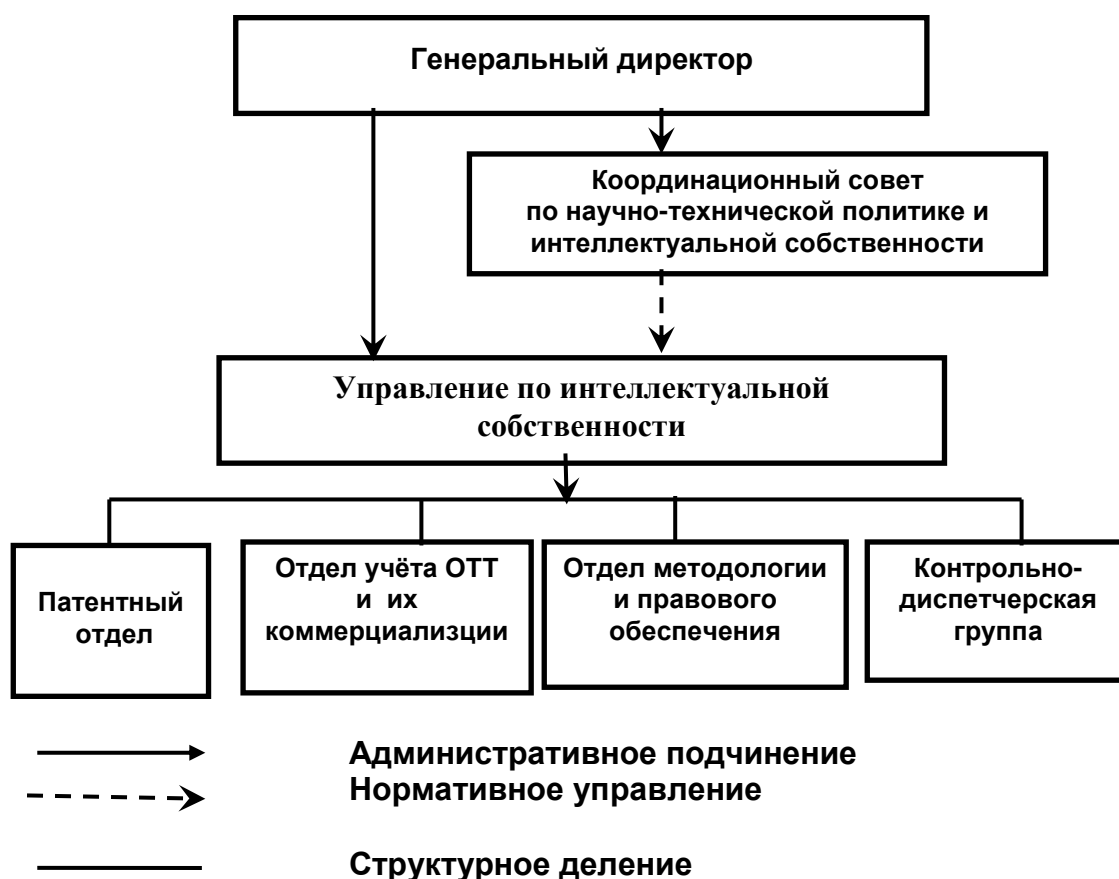 Генеральный директор
Координационный совет
по научно-технической политике и
интеллектуальной собственности
Управление по интеллектуальной
собственности
Патентный
отдел
Отдел учёта ОТТ
и их
коммерциализции
Отдел методологии
и правового
обеспечения
Контрольно-
диспетчерская
группа
Административное подчинение
Нормативное управление
Структурное деление